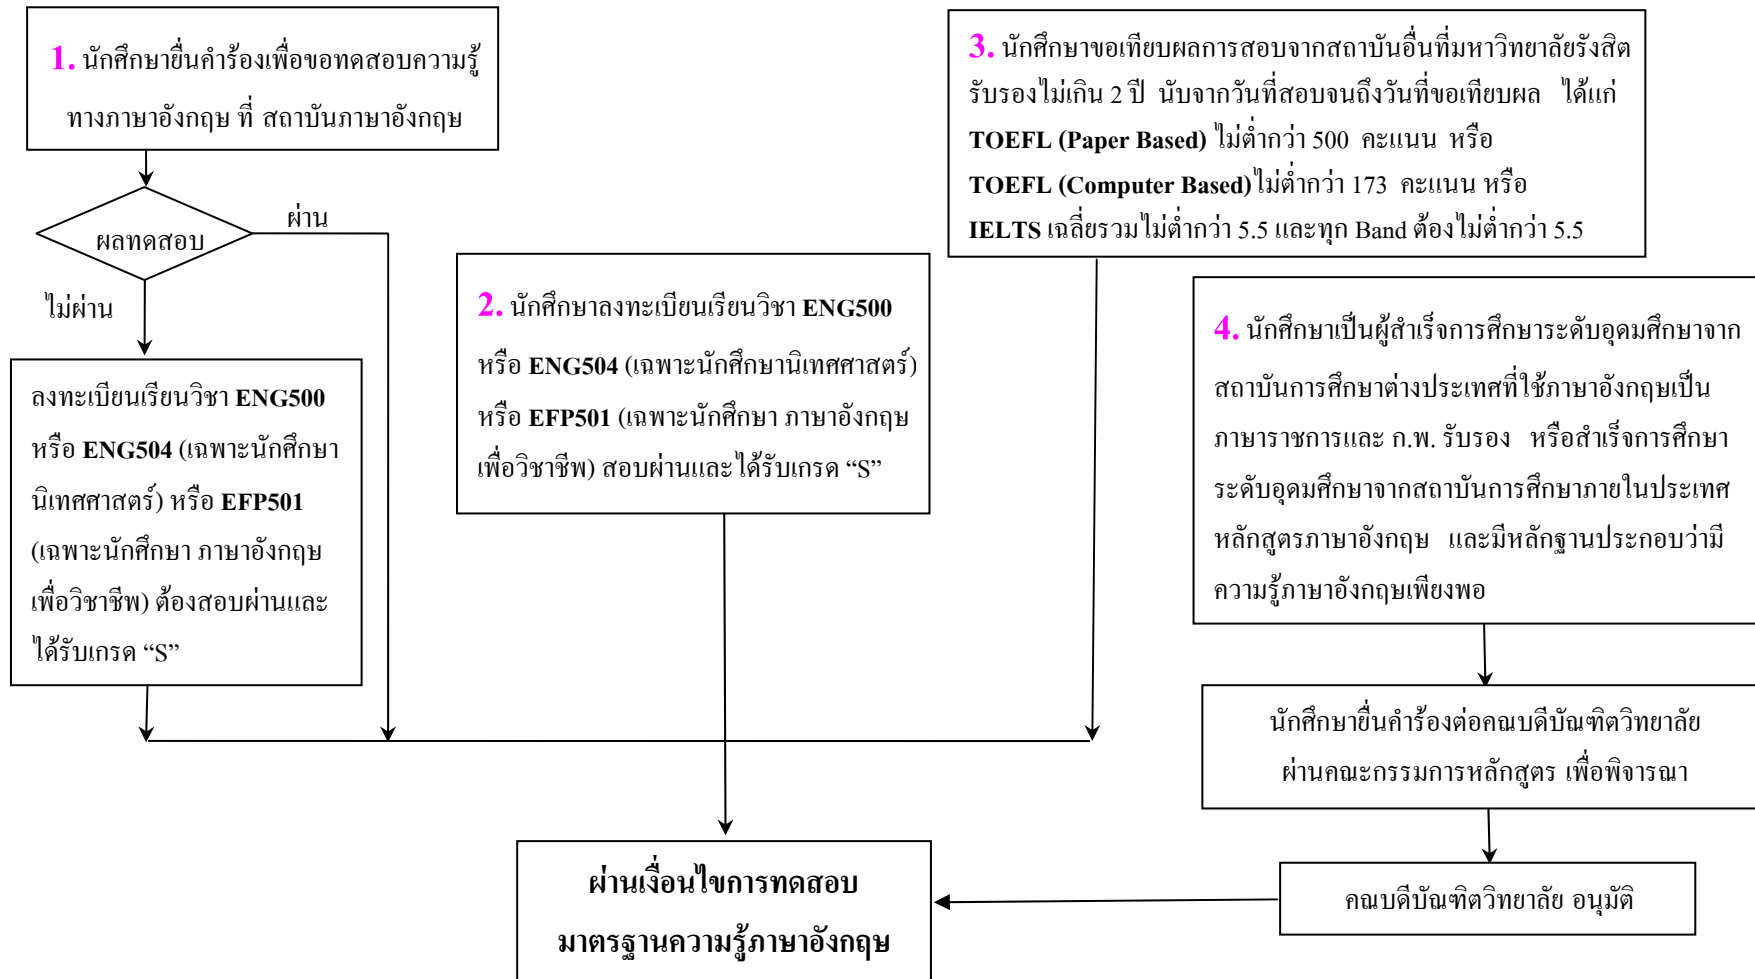 1. นักศึกษายื่นคำร้องเพื่อขอทดสอบความรู้
ทางภาษาอังกฤษ ที่ สถาบันภาษาอังกฤษ
ผลทดสอบ
ผ่าน
ไม่ผ่าน
ลงทะเบียนเรียนวิชา ENG500
หรือ ENG504 (เฉพาะนักศึกษา
นิเทศศาสตร์) หรือ EFP501
(เฉพาะนักศึกษา ภาษาอังกฤษ
เพื่อวิชาชีพ) ต้องสอบผ่านและ
ได้รับเกรด “S”
2. นักศึกษาลงทะเบียนเรียนวิชา ENG500
หรือ ENG504 (เฉพาะนักศึกษานิเทศศาสตร์)
หรือ EFP501 (เฉพาะนักศึกษา ภาษาอังกฤษ
เพื่อวิชาชีพ) สอบผ่านและได้รับเกรด “S”
3. นักศึกษาขอเทียบผลการสอบจากสถาบันอื่นที่มหาวิทยาลัยรังสิต
รับรองไม่เกิน 2 ปี นับจากวันที่สอบจนถึงวันที่ขอเทียบผล ได้แก่
TOEFL (Paper Based) ไม่ต่ำกว่า 500 คะแนน หรือ
TOEFL (Computer Based)ไม่ต่ำกว่า 173 คะแนน หรือ
IELTS เฉลี่ยรวมไม่ต่ำกว่า 5.5 และทุก Band ต้องไม่ต่ำกว่า 5.5
4. นักศึกษาเป็นผู้สำเร็จการศึกษาระดับอุดมศึกษาจาก
สถาบันการศึกษาต่างประเทศที่ใช้ภาษาอังกฤษเป็น
ภาษาราชการและ ก.พ. รับรอง หรือสำเร็จการศึกษา
ระดับอุดมศึกษาจากสถาบันการศึกษาภายในประเทศ
หลักสูตรภาษาอังกฤษ และมีหลักฐานประกอบว่ามี
ความรู้ภาษาอังกฤษเพียงพอ
นักศึกษายื่นคำร้องต่อคณบดีบัณฑิตวิทยาลัย
ผ่านคณะกรรมการหลักสูตร เพื่อพิจารณา
คณบดีบัณฑิตวิทยาลัย อนุมัติ
ผ่านเงื่อนไขการทดสอบ
มาตรฐานความรู้ภาษาอังกฤษ